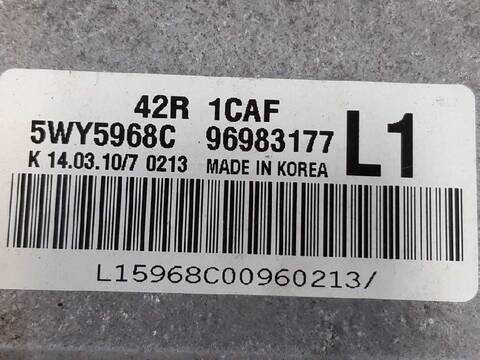 42R 1CAF
5WY5968C 96983177 L1
K 14.03.10/7 0213 MADE IN KOREA
L15968C00960213/